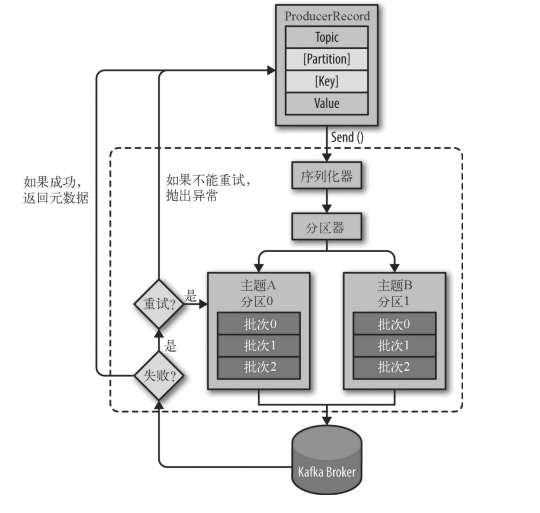 ProducerRecord
Topic
[Partition]
[Key]
Value
Send ()
序列化器
分区器
如果成功，
返回元数据
如果不能重试，
抛出异常
主题A
分区0
批次0
批次1
批次2
主题B
分区1
批次0
批次1
批次2
重试?
是
是
失败?
Kafka Broker